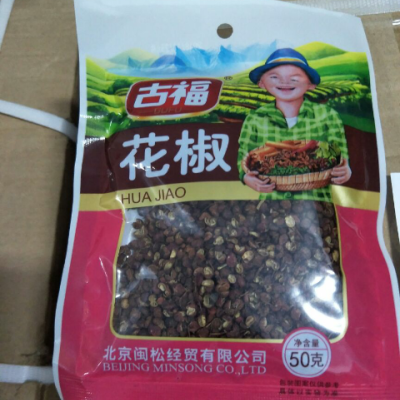 古福
®
花椒
HUA JIAO
北京闽松经贸有限公司
BEIJING MINSONG CO.,LTD
净含量
50克